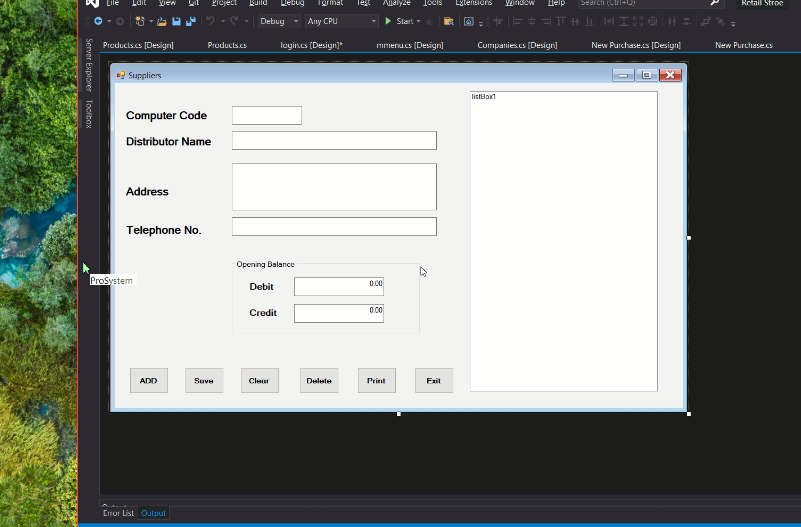 File Edit View Git Project Build Debug Format Test Analyze Tools Extensions Window Help Search (Ctrl+Q) Retail Stroe
Debug Any CPU Start
Products.cs [Design] Products.cs login.cs [Design]* mmenu.cs [Design] Companies.cs [Design] New Purchase.cs [Design] New Purchase.cs
Server Explorer
Toolbox
Suppliers
listBox1
Computer Code
Distributor Name
Address
Telephone No.
ProSystem
Opening Balance
Debit 0.00
Credit 0.00
ADD Save Clear Delete Print Exit
Error List Output